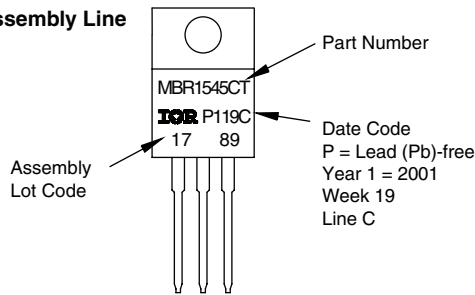 ssembly Line
Part Number
MBR1545CT
IOR P119C
17 89
Assembly
Lot Code
Date Code
P = Lead (Pb)-free
Year 1 = 2001
Week 19
Line C